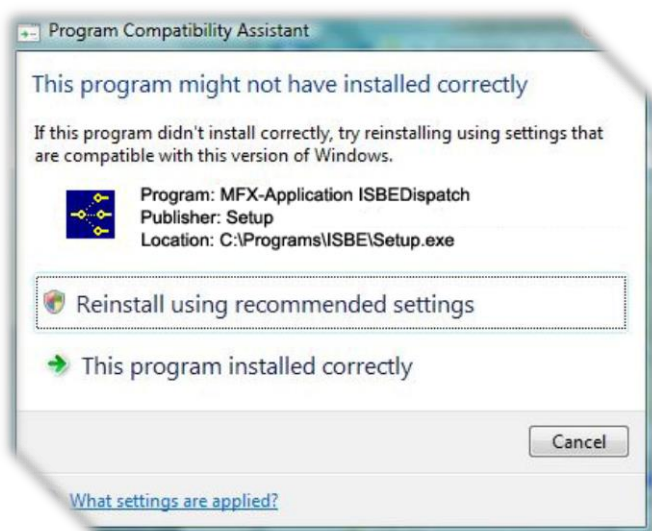 Program Compatibility Assistant
This program might not have installed correctly
If this program didn't install correctly, try reinstalling using settings that
are compatible with this version of Windows.
Program: MFX-Application ISBEDispatch
Publisher: Setup
Location: C:\Programs\ISBE\Setup.exe
Reinstall using recommended settings
This program installed correctly
Cancel
What settings are applied?